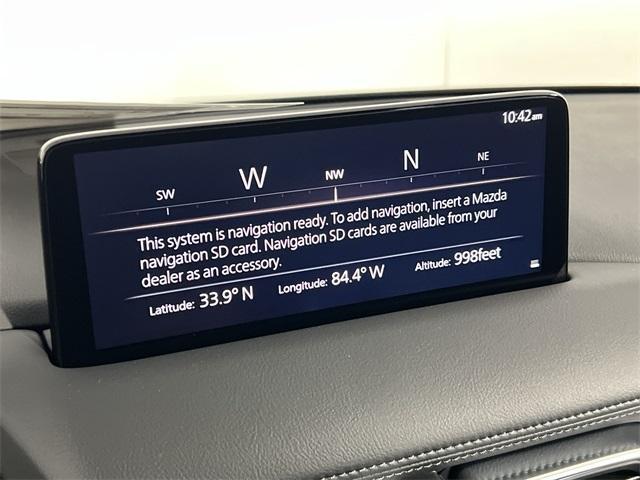 10:42am
SW W NW N NE
This system is navigation ready. To add navigation, insert a Mazda
navigation SD card. Navigation SD cards are available from your
dealer as an accessory.
Latitude: 33.9° N Longitude: 84.4° W Altitude: 998feet